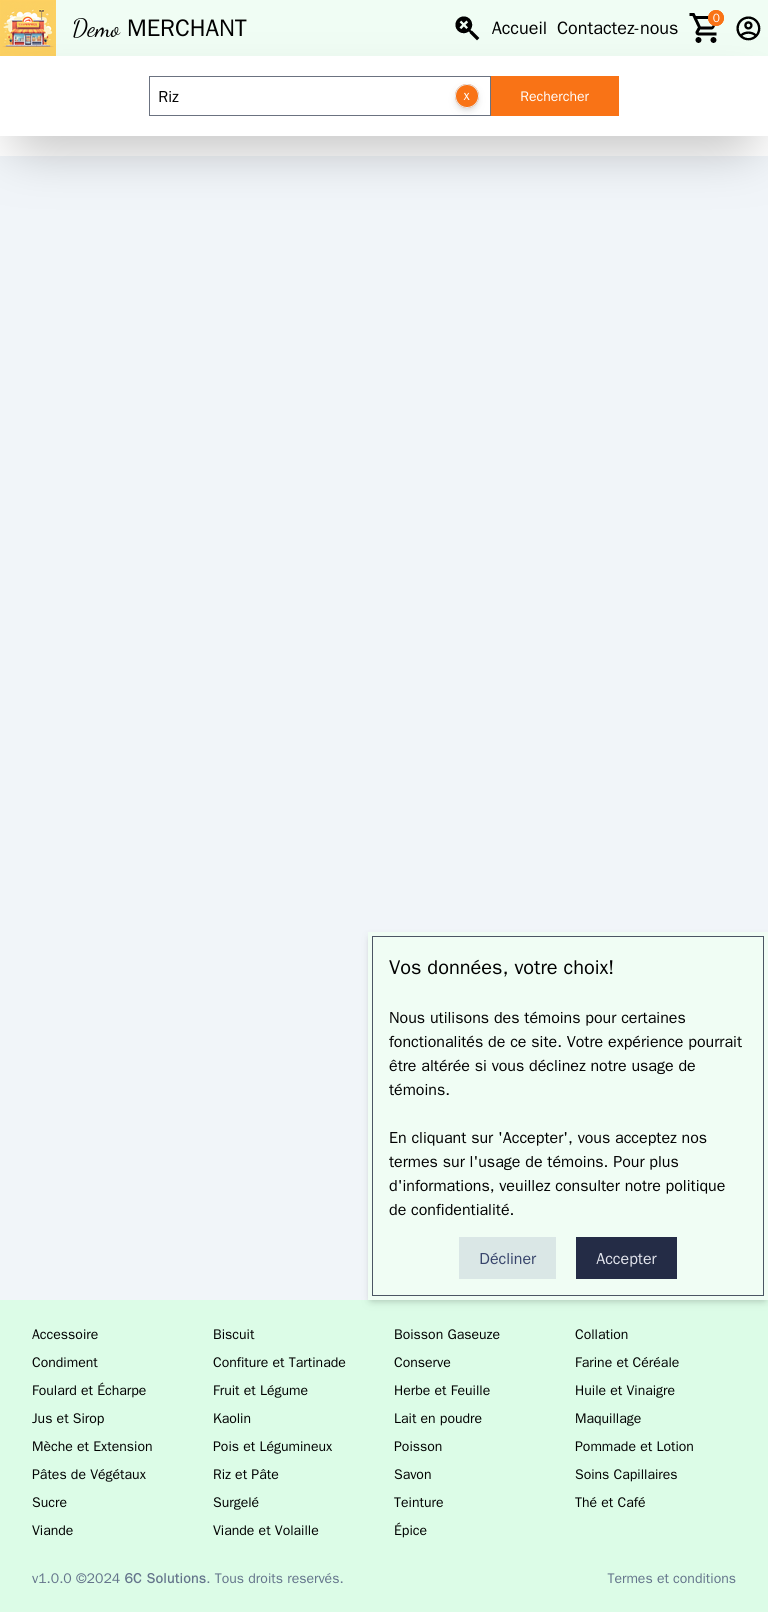 Demo MERCHANT
Accueil Contactez-nous 0
Riz x Rechercher
Vos données, votre choix!
Nous utilisons des témoins pour certaines
fonctionalités de ce site. Votre expérience pourrait
être altérée si vous déclinez notre usage de
témoins.
En cliquant sur 'Accepter', vous acceptez nos
termes sur l'usage de témoins. Pour plus
d'informations, veuillez consulter notre politique
de confidentialité.
Décliner Accepter
Accessoire Biscuit Boisson Gaseuze Collation
Condiment Confiture et Tartinade Conserve Farine et Céréale
Foulard et Écharpe Fruit et Légume Herbe et Feuille Huile et Vinaigre
Jus et Sirop Kaolin Lait en poudre Maquillage
Mèche et Extension Pois et Légumineux Poisson Pommade et Lotion
Pâtes de Végétaux Riz et Pâte Savon Soins Capillaires
Sucre Surgelé Teinture Thé et Café
Viande Viande et Volaille Épice
v1.0.0 ©2024 6C Solutions. Tous droits reservés. Termes et conditions